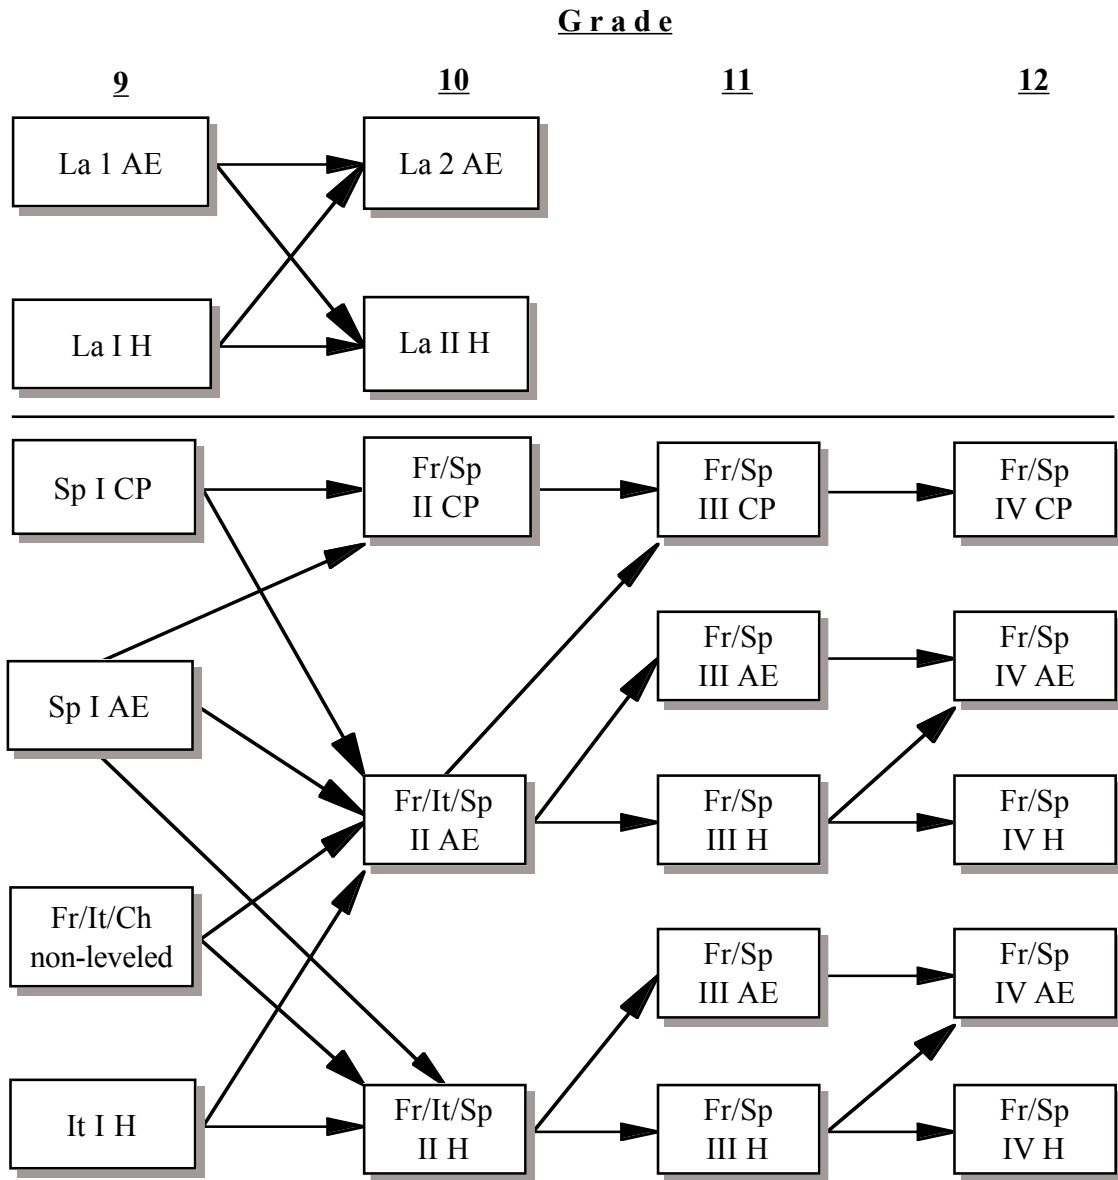 G r a d e
9 10 11 12
La 1 AE
La 2 AE
La I H
La II H
Sp I CP
Fr/Sp
II CP
Fr/Sp
III CP
Fr/Sp
IV CP
Sp I AE
Fr/Sp
III AE
Fr/Sp
IV AE
Fr/It/Sp
II AE
Fr/Sp
III H
Fr/Sp
IV H
Fr/It/Ch
non-leveled
Fr/Sp
III AE
Fr/Sp
IV AE
It I H
Fr/It/Sp
II H
Fr/Sp
III H
Fr/Sp
IV H